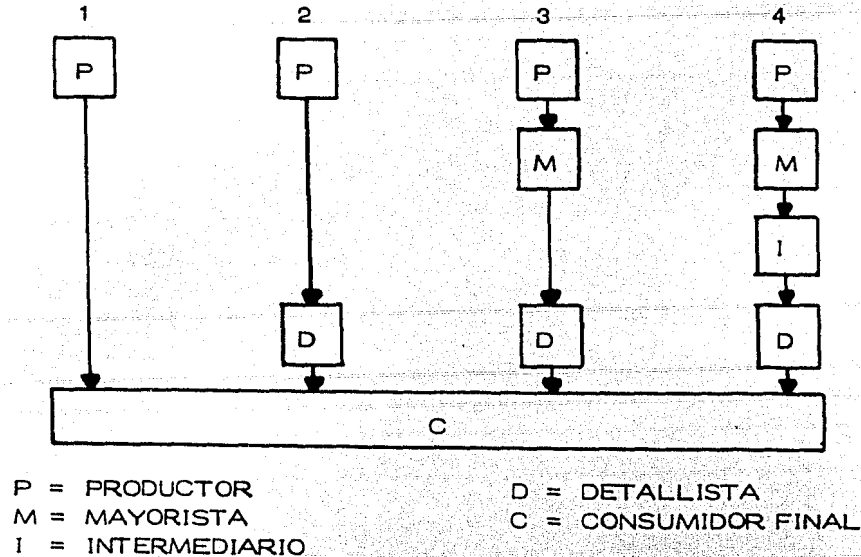 1 2 3 4
P P P P
M M
I
D D D
C
P = PRODUCTOR
M = MAYORISTA
I = INTERMEDIARIO
D = DETALLISTA
C = CONSUMIDOR FINAL